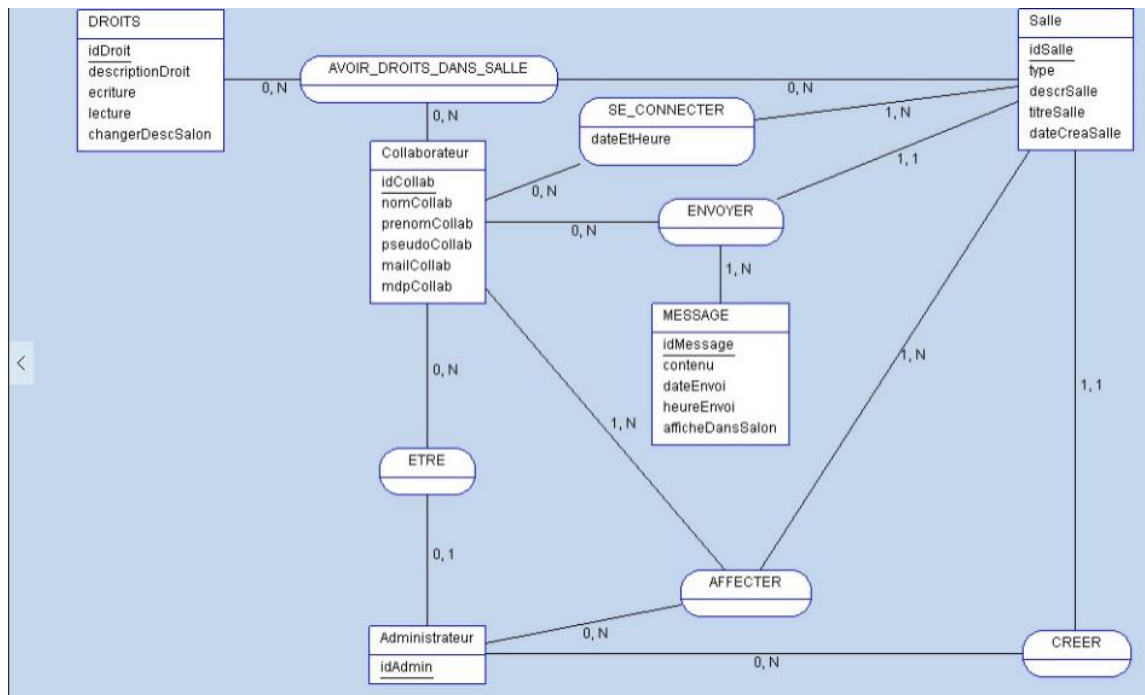 DROITS
idDroit
descriptionDroit
ecriture
lecture
changerDescSalon
AVOIR_DROITS_DANS_SALLE
0, N
0, N
0, N
Salle
idSalle
type
descrSalle
titreSalle
dateCreaSalle
SE_CONNECTER
dateEtHeure
1, N
0, N
Collaborateur
idCollab
nomCollab
prenomCollab
pseudoCollab
mailCollab
mdpCollab
1, 1
ENVOYER
0, N
1, N
MESSAGE
idMessage
contenu
dateEnvoi
heureEnvoi
afficheDansSalon
0, N
1, N
1, N
1, 1
ETRE
0, 1
AFFECTER
0, N
Administrateur
idAdmin
0, N
CREER